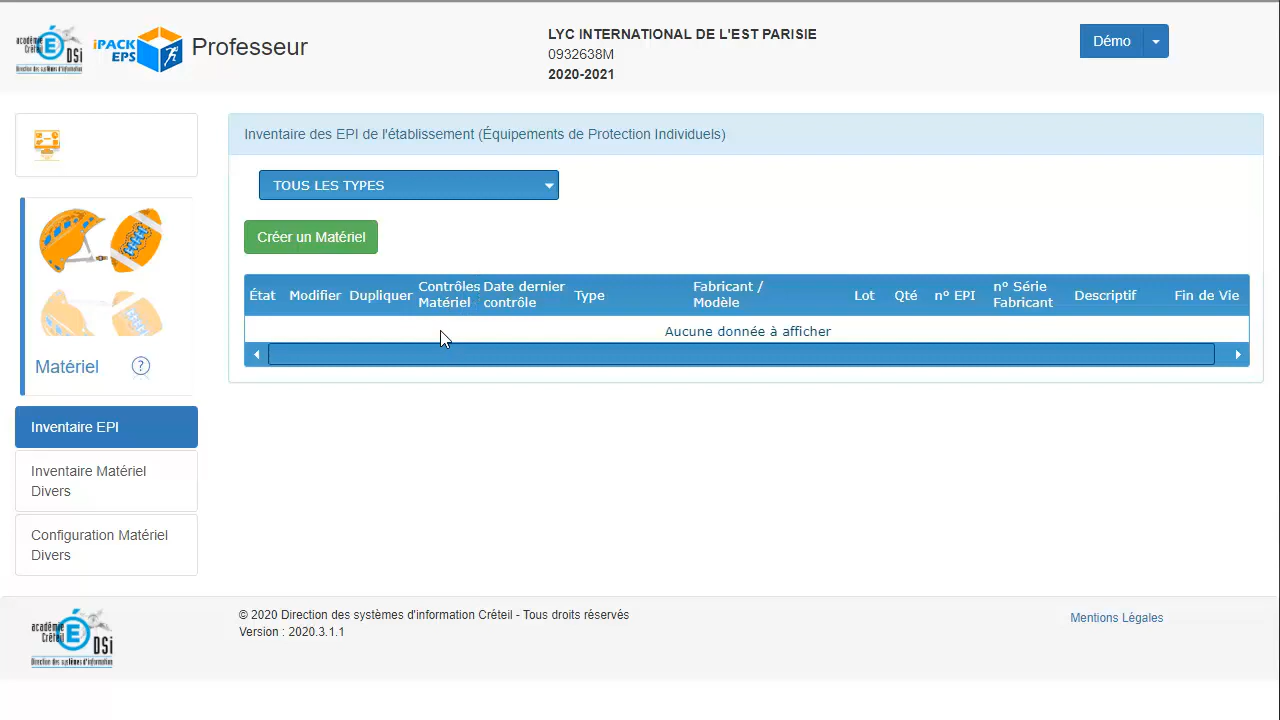 académie
Créteil
DSi
Direction des systèmes d'information
iPACK
EPS
Professeur
LYC INTERNATIONAL DE L'EST PARISIE
0932638M
2020-2021
Démo
Inventaire des EPI de l'établissement (Équipements de Protection Individuels)
TOUS LES TYPES
Créer un Matériel
État Modifier Dupliquer Contrôles Matériel Date dernier contrôle Type Fabricant / Modèle Lot Qté n° EPI n° Série Fabricant Descriptif Fin de Vie
Aucune donnée à afficher
Matériel ?
Inventaire EPI
Inventaire Matériel
Divers
Configuration Matériel
Divers
académie
Créteil
DSi
Direction des systèmes d'information
© 2020 Direction des systèmes d'information Créteil - Tous droits réservés
Version : 2020.3.1.1
Mentions Légales